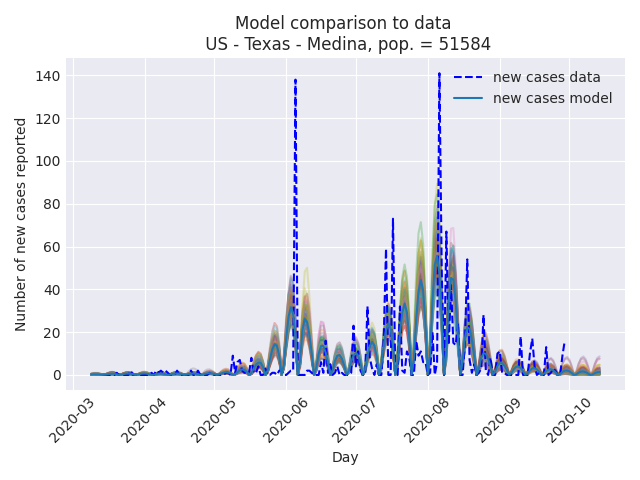 Model comparison to data
US - Texas - Medina, pop. = 51584
new cases data
new cases model
Number of new cases reported
140
120
100
80
60
40
20
0
2020-03
2020-04
2020-05
2020-06
2020-07
2020-08
2020-09
2020-10
Day